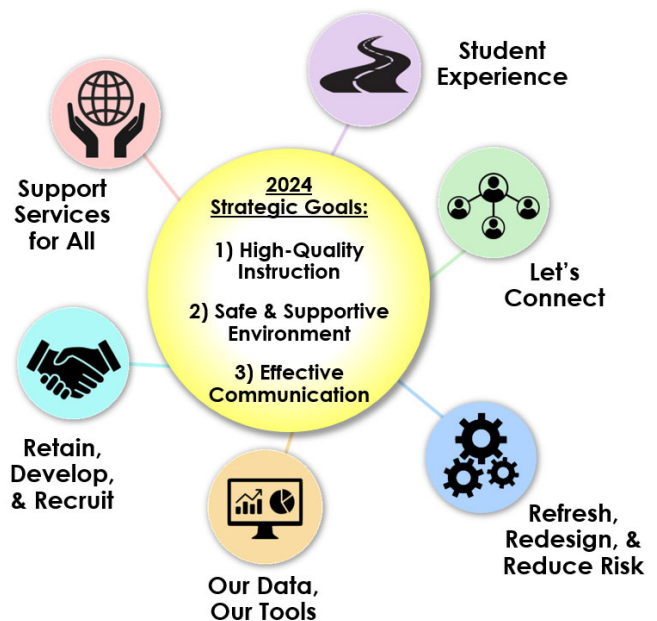 2024
Strategic Goals:
1) High-Quality
Instruction
2) Safe & Supportive
Environment
3) Effective
Communication
Student
Experience
Let's
Connect
Refresh,
Redesign, &
Reduce Risk
Our Data,
Our Tools
Retain,
Develop,
& Recruit
Support
Services
for All